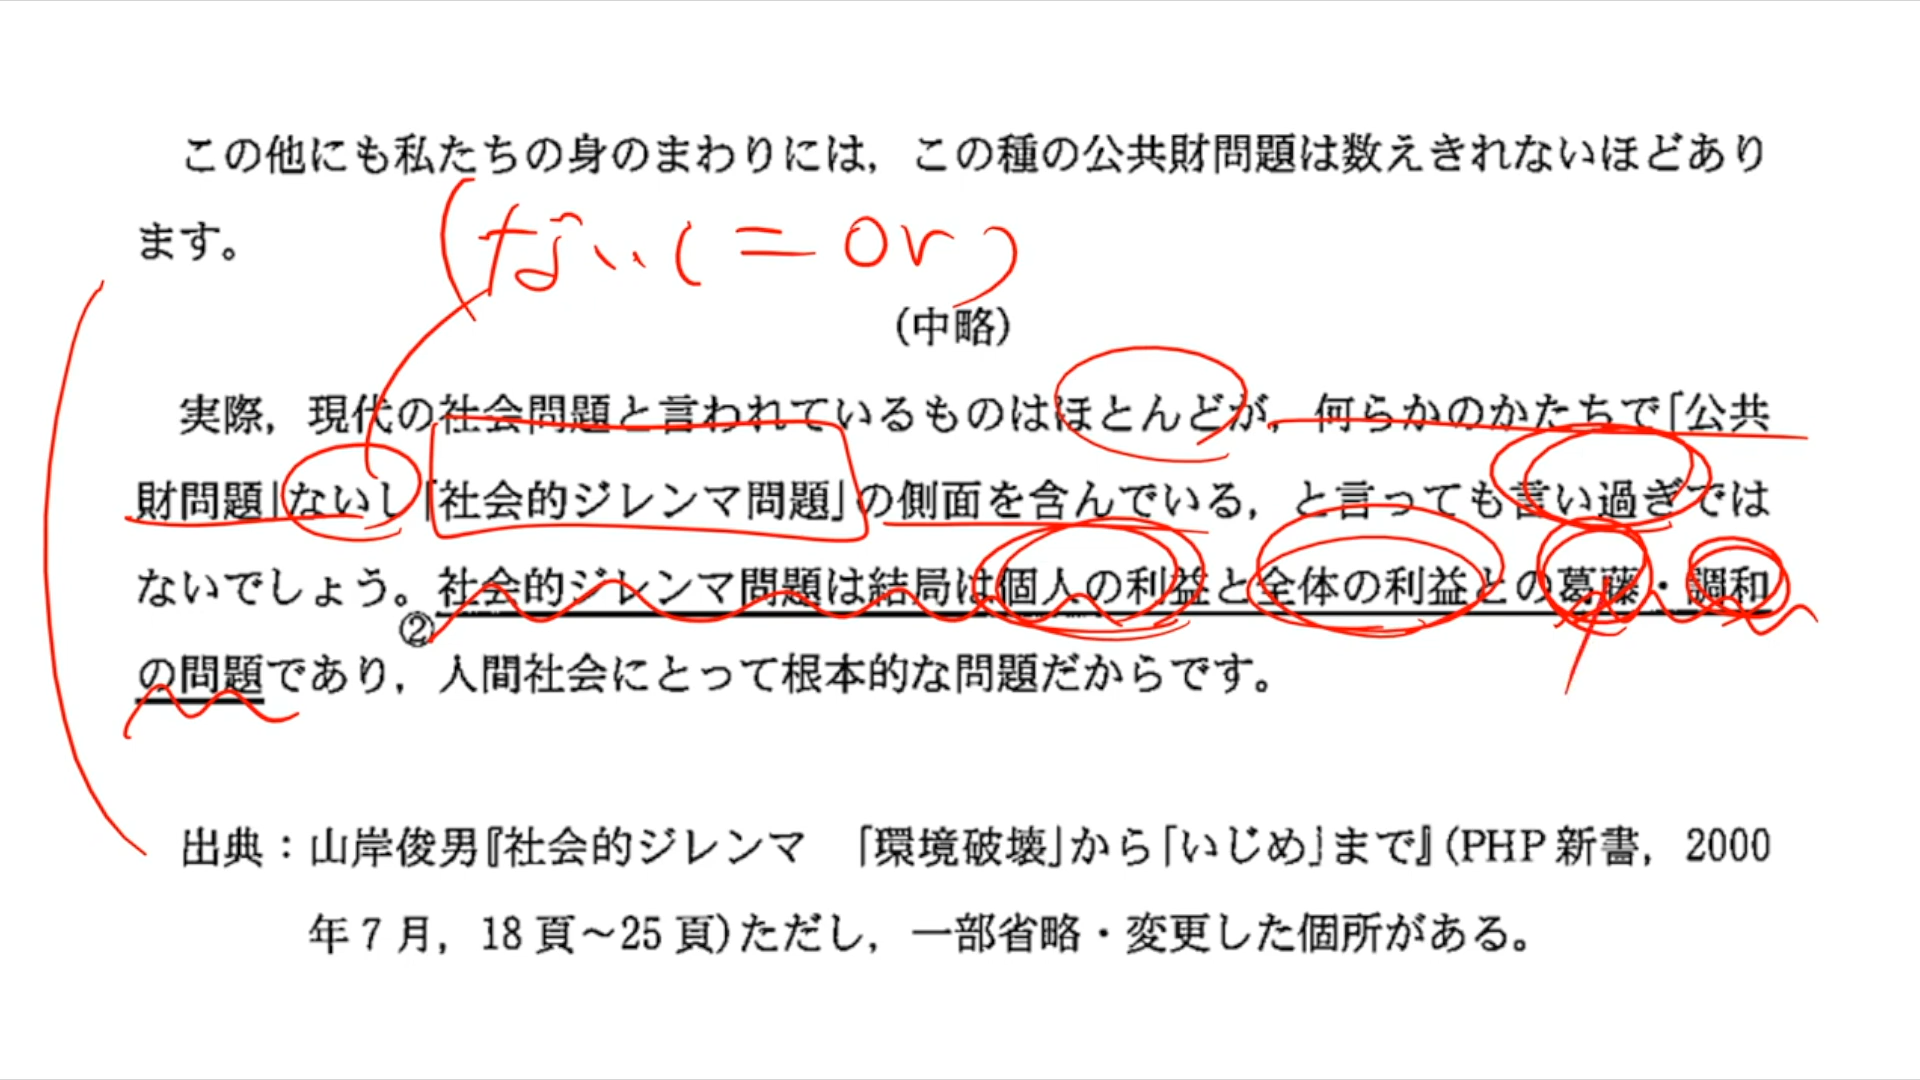 この他にも私たちの身のまわりには，この種の公共財問題は数えきれないほどあり
ます。
ないし(=or)
(中略)
実際，現代の社会問題と言われているものはほとんどが，何らかのかたちで「公共
財問題」ないし「社会的ジレンマ問題」の側面を含んでいる，と言っても言い過ぎでは
ないでしょう。社会的ジレンマ問題は結局は個人の利益と全体の利益との葛藤・調和
②
の問題であり，人間社会にとって根本的な問題だからです。
出典：山岸俊男『社会的ジレンマ　「環境破壊」から「いじめ」まで』(PHP新書，2000
年7月，18頁～25頁)ただし，一部省略・変更した個所がある。